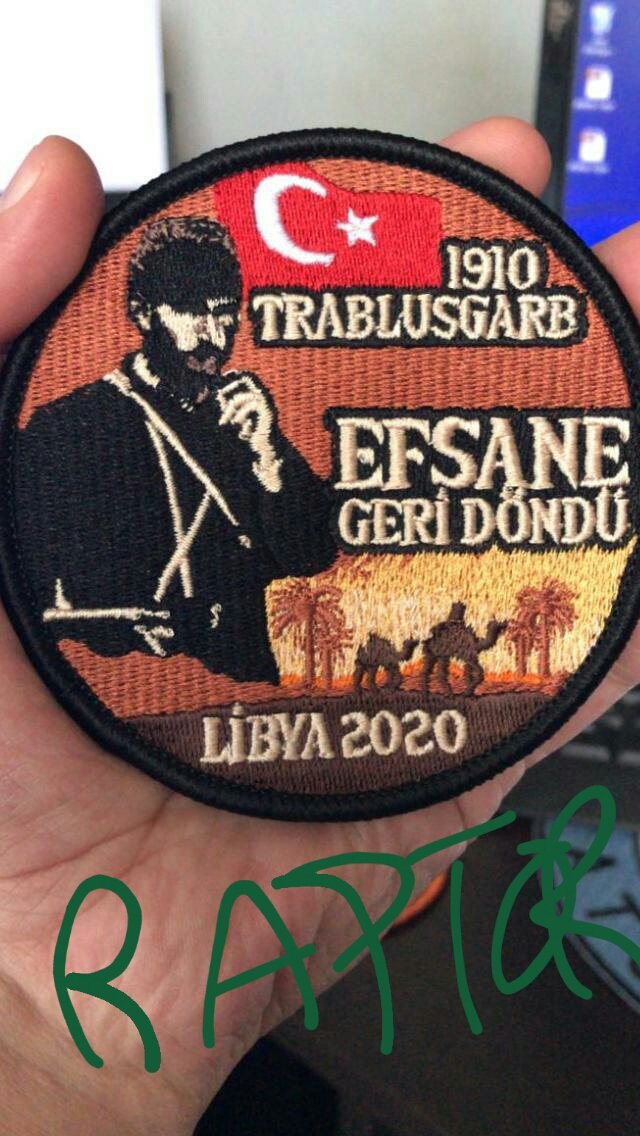 1910
TRABLUSGARB
EFSANE
GERİ DÖNDÜ
LİBYA 2020
RAPTOR